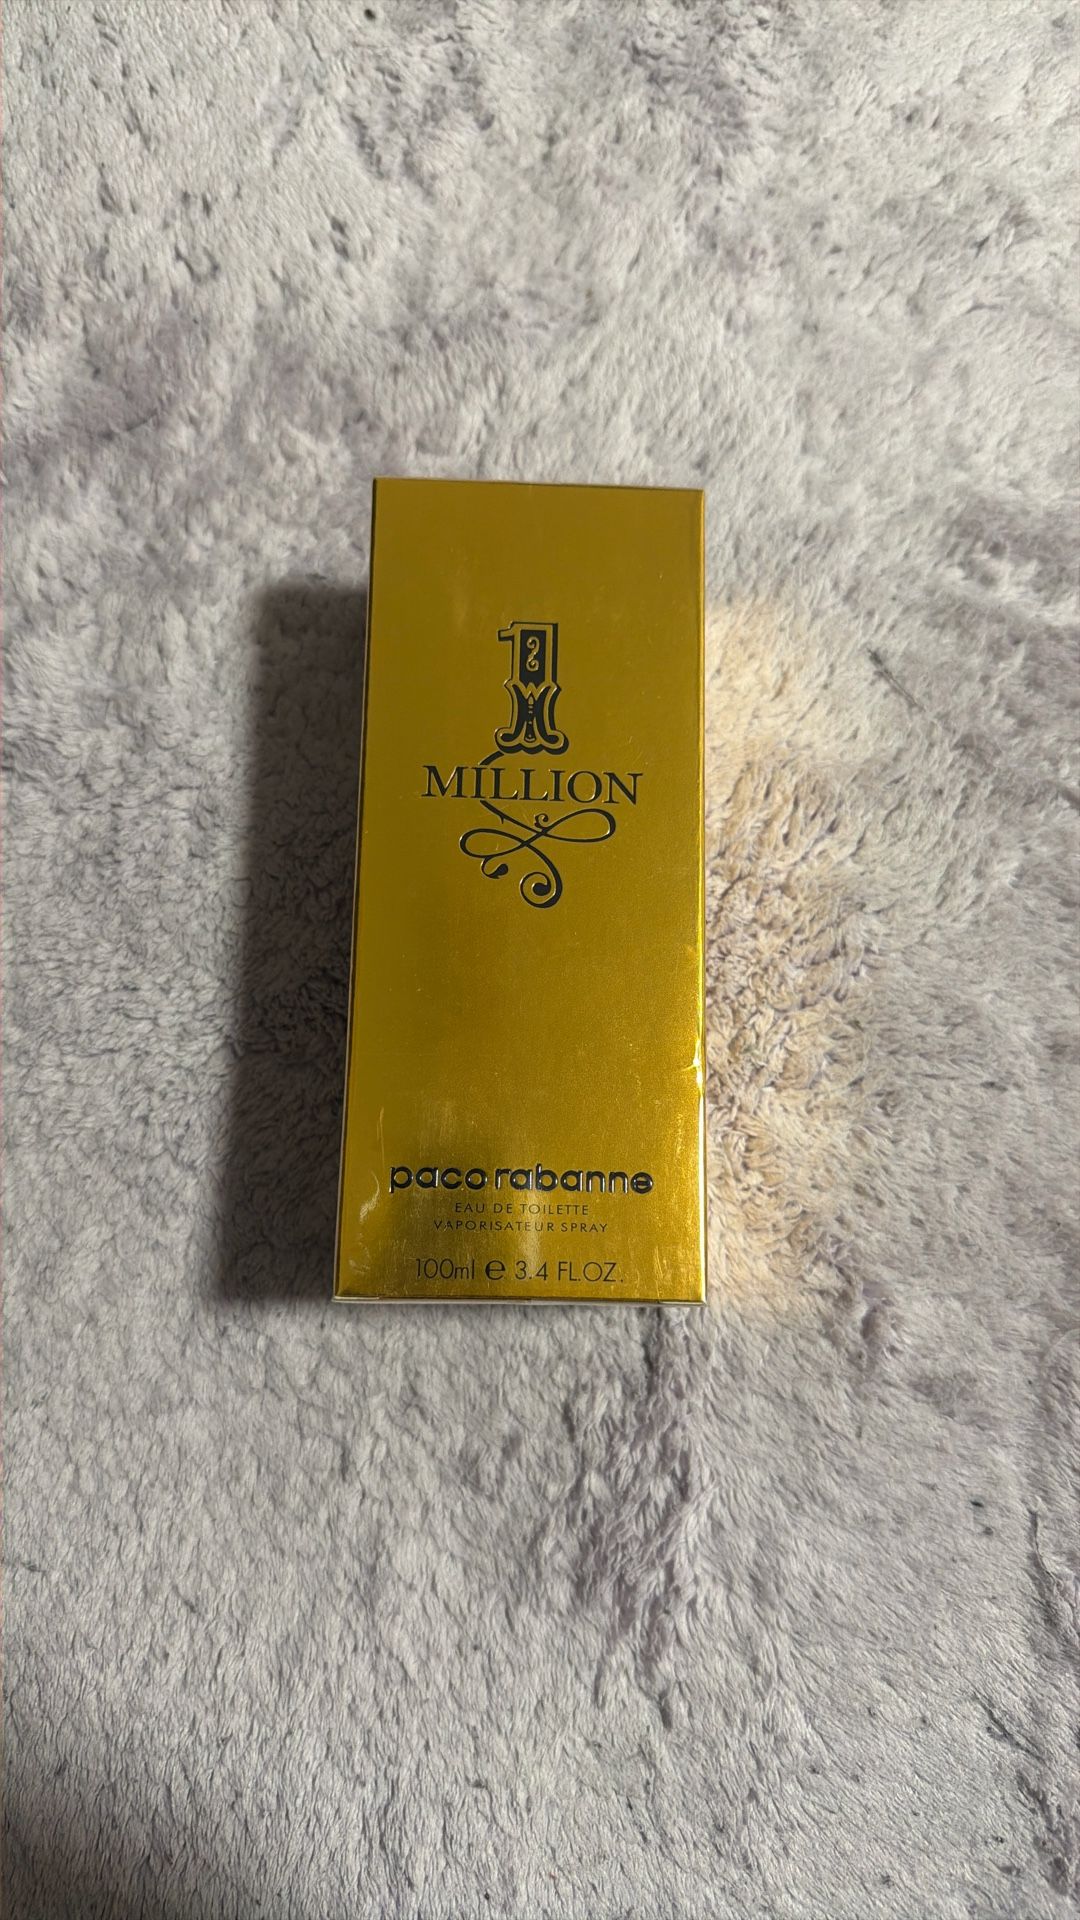 1
MILLION
paco rabanne
EAU DE TOILETTE
VAPORISATEUR SPRAY
100ml ℮ 3.4 FL.OZ.